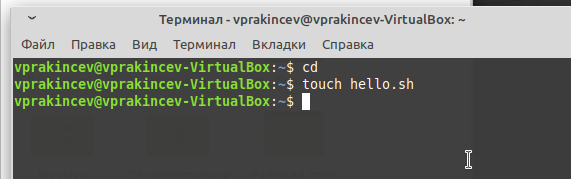 Терминал - vprakincev@vprakincev-VirtualBox: ~
Файл Правка Вид Терминал Вкладки Справка
vprakincev@vprakincev-VirtualBox:~$ cd
vprakincev@vprakincev-VirtualBox:~$ touch hello.sh
vprakincev@vprakincev-VirtualBox:~$